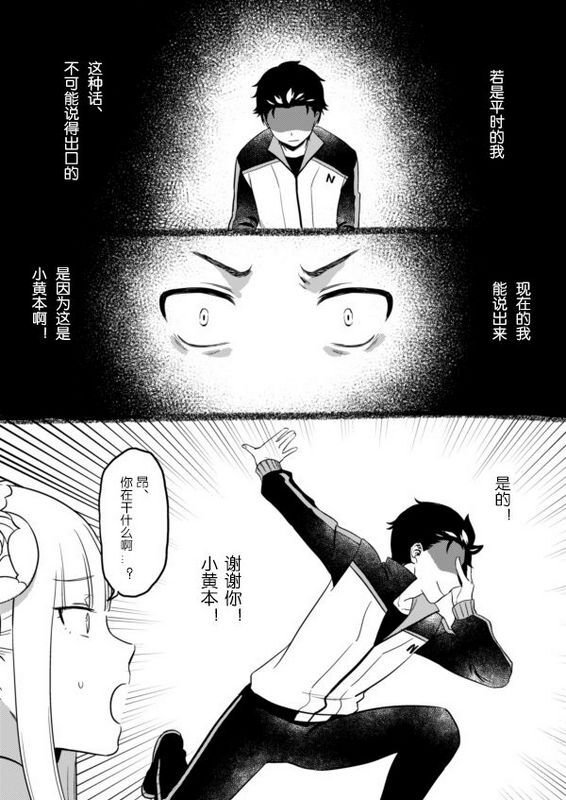 若是平时的我
这种话、
不可能说得出口的
N
现在的我
能说出来
是因为这是
小黄本啊！
是的！
谢谢你！
小黄本！
昂、
你在干什么啊…？
N